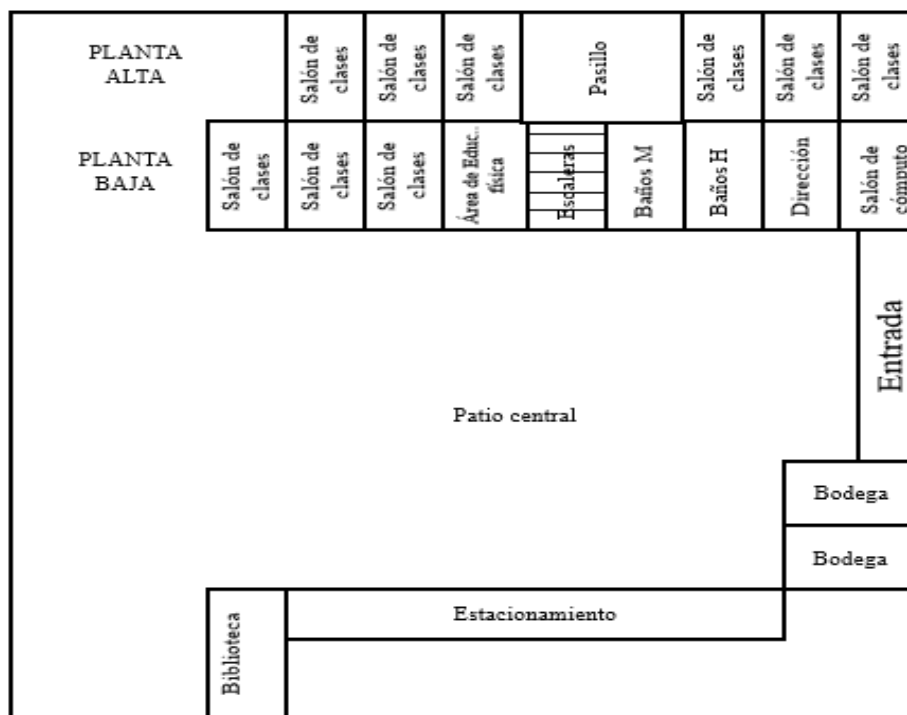 PLANTA
ALTA
Salón de
clases
Salón de
clases
Salón de
clases
Pasillo
Salón de
clases
Salón de
clases
Salón de
clases
PLANTA
BAJA
Salón de
clases
Salón de
clases
Salón de
clases
Área de Educ..
física
Escaleras
Baños M
Baños H
Dirección
Salón de
cómputo
Entrada
Patio central
Bodega
Bodega
Estacionamiento
Biblioteca